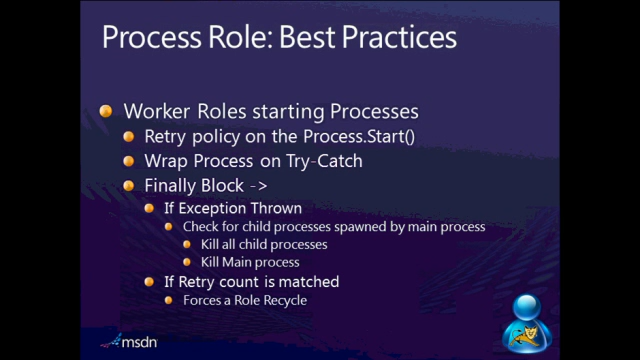 Process Role: Best Practices
Worker Roles starting Processes
Retry policy on the Process.Start()
Wrap Process on Try-Catch
Finally Block ->
If Exception Thrown
Check for child processes spawned by main process
Kill all child processes
Kill Main process
If Retry count is matched
Forces a Role Recycle
msdn